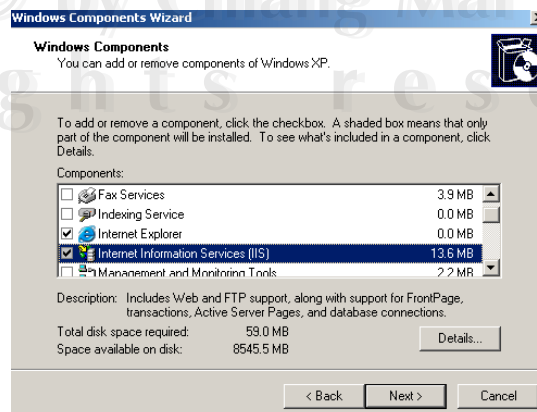 Windows Components Wizard
Windows Components
You can add or remove components of Windows XP.
g h t s r e s e
To add or remove a component, click the checkbox. A shaded box means that only
part of the component will be installed. To see what's included in a component, click
Details.
Components:
Fax Services 3.9 MB
Indexing Service 0.0 MB
Internet Explorer 0.0 MB
Internet Information Services (IIS) 13.6 MB
Management and Monitoring Tools 2.2 MB
Description: Includes Web and FTP support, along with support for FrontPage,
transactions, Active Server Pages, and database connections.
Total disk space required: 59.0 MB
Space available on disk: 8545.5 MB
Details...
< Back Next > Cancel